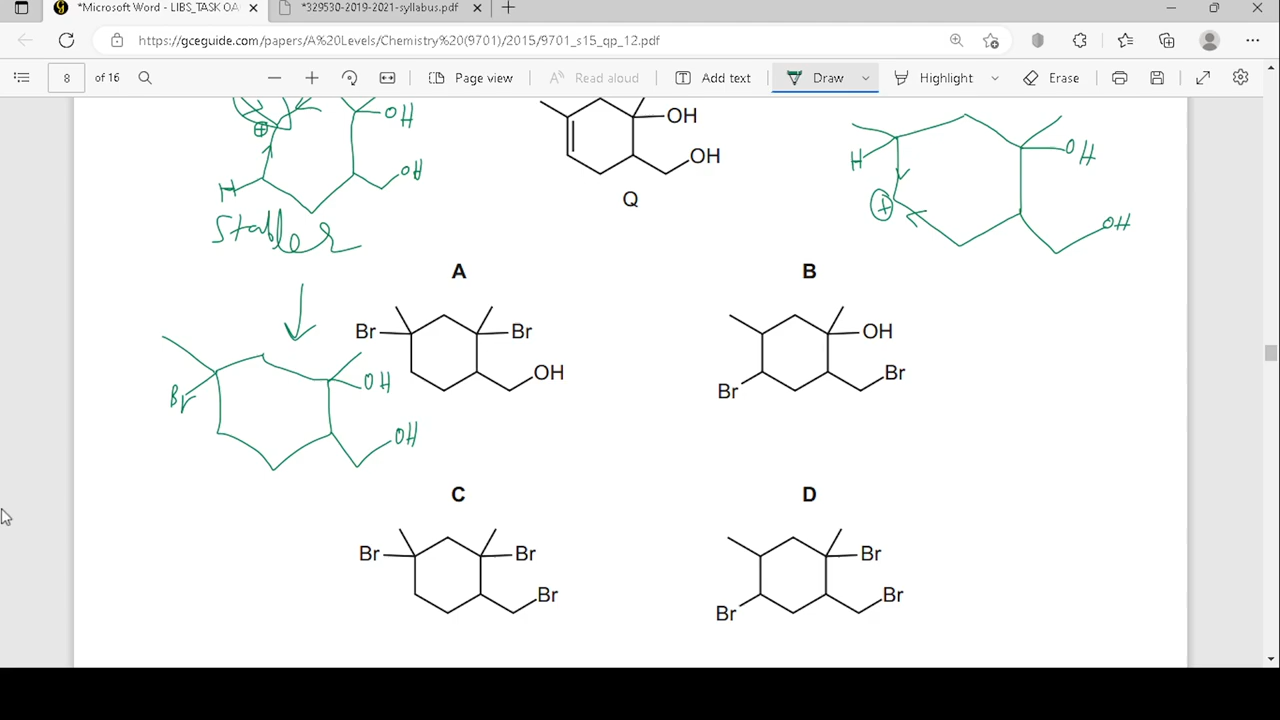 *Microsoft Word - LIBS_TASK OA
*329530-2019-2021-syllabus.pdf
https://gceguide.com/papers/A%20Levels/Chemistry%20(9701)/2015/9701_s15_qp_12.pdf
8 of 16
Page view
Read aloud
Add text
Draw
Highlight
Erase
⊕ OH
H OH
Stabler
OH
OH
Q
H OH
+ OH
A
Br Br
OH
B
OH
Br Br
Br OH
OH
C
Br Br
Br
D
Br
Br Br